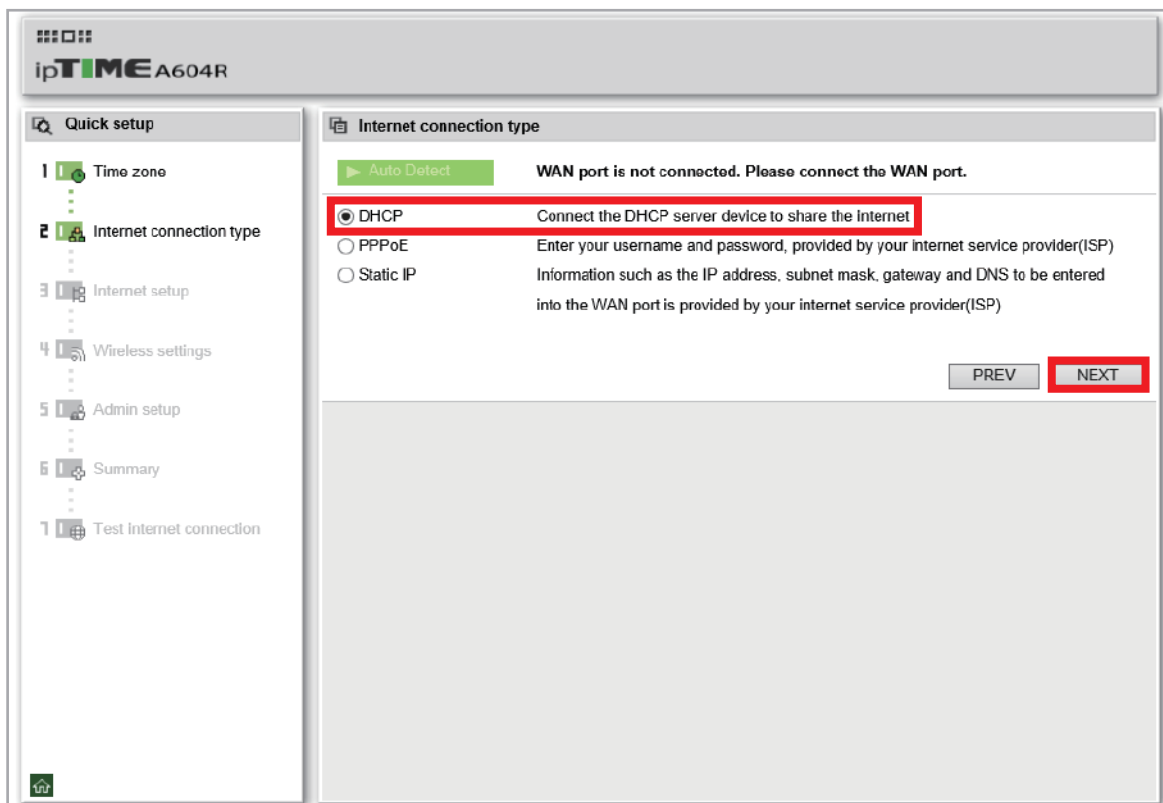 ipTIME A604R
Quick setup
1 Time zone
2 Internet connection type
3 Internet setup
4 Wireless settings
5 Admin setup
6 Summary
7 Test internet connection
Internet connection type
Auto Detect WAN port is not connected. Please connect the WAN port.
DHCP Connect the DHCP server device to share the internet
PPPoE Enter your username and password, provided by your internet service provider(ISP)
Static IP Information such as the IP address, subnet mask, gateway and DNS to be entered
into the WAN port is provided by your internet service provider(ISP)
PREV NEXT